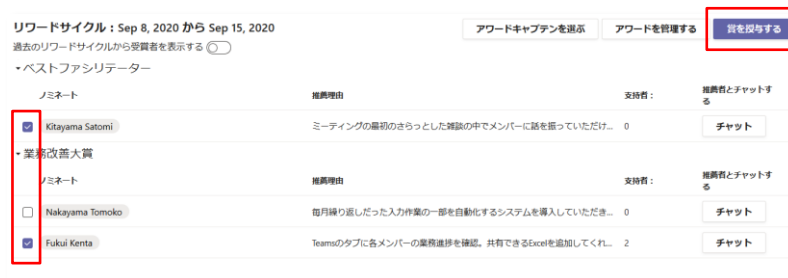 リワードサイクル：Sep 8, 2020 から Sep 15, 2020
アワードキャプテンを選ぶ アワードを管理する 賞を授与する
過去のリワードサイクルから受賞者を表示する
ベストファシリテーター
ノミネート 推薦理由 支持者： 推薦者とチャットす
る
Kitayama Satomi ミーティングの最初のさらっとした雑談の中でメンバーに話を振っていただけ... 0 チャット
業務改善大賞
ノミネート 推薦理由 支持者： 推薦者とチャットす
る
Nakayama Tomoko 毎月繰り返しだった入力作業の一部を自動化するシステムを導入していただき... 0 チャット
Fukui Kenta Teamsのタブに各メンバーの業務進捗を確認。共有できるExcelを追加してくれ... 2 チャット